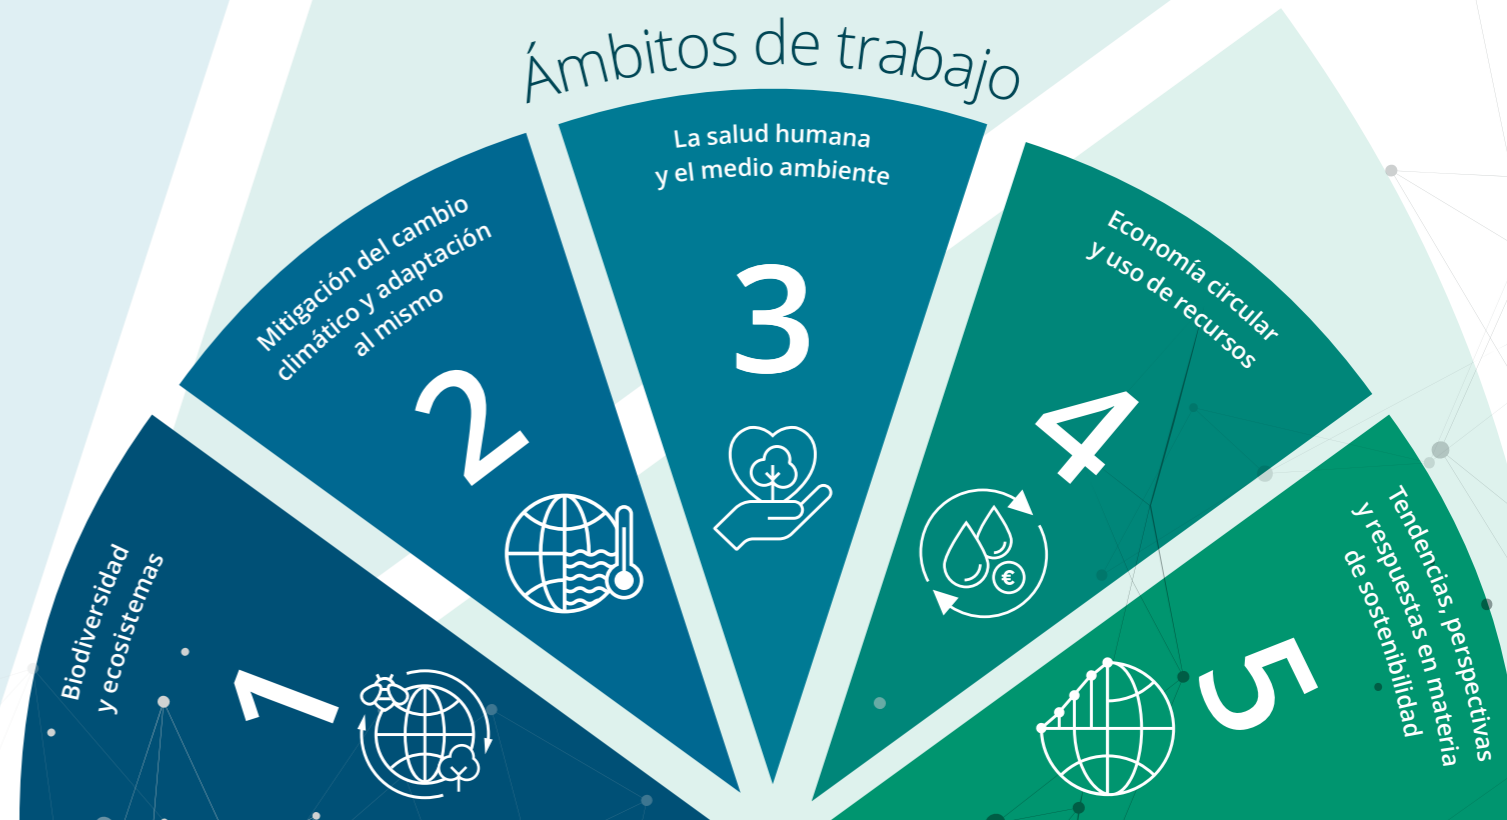 Ámbitos de trabajo
Biodiversidad
y ecosistemas
1
Mitigación del cambio
climático y adaptación
al mismo
2
La salud humana
y el medio ambiente
3
Economía circular
y uso de recursos
4
€
Tendencias, perspectivas
y respuestas en materia
de sostenibilidad
5